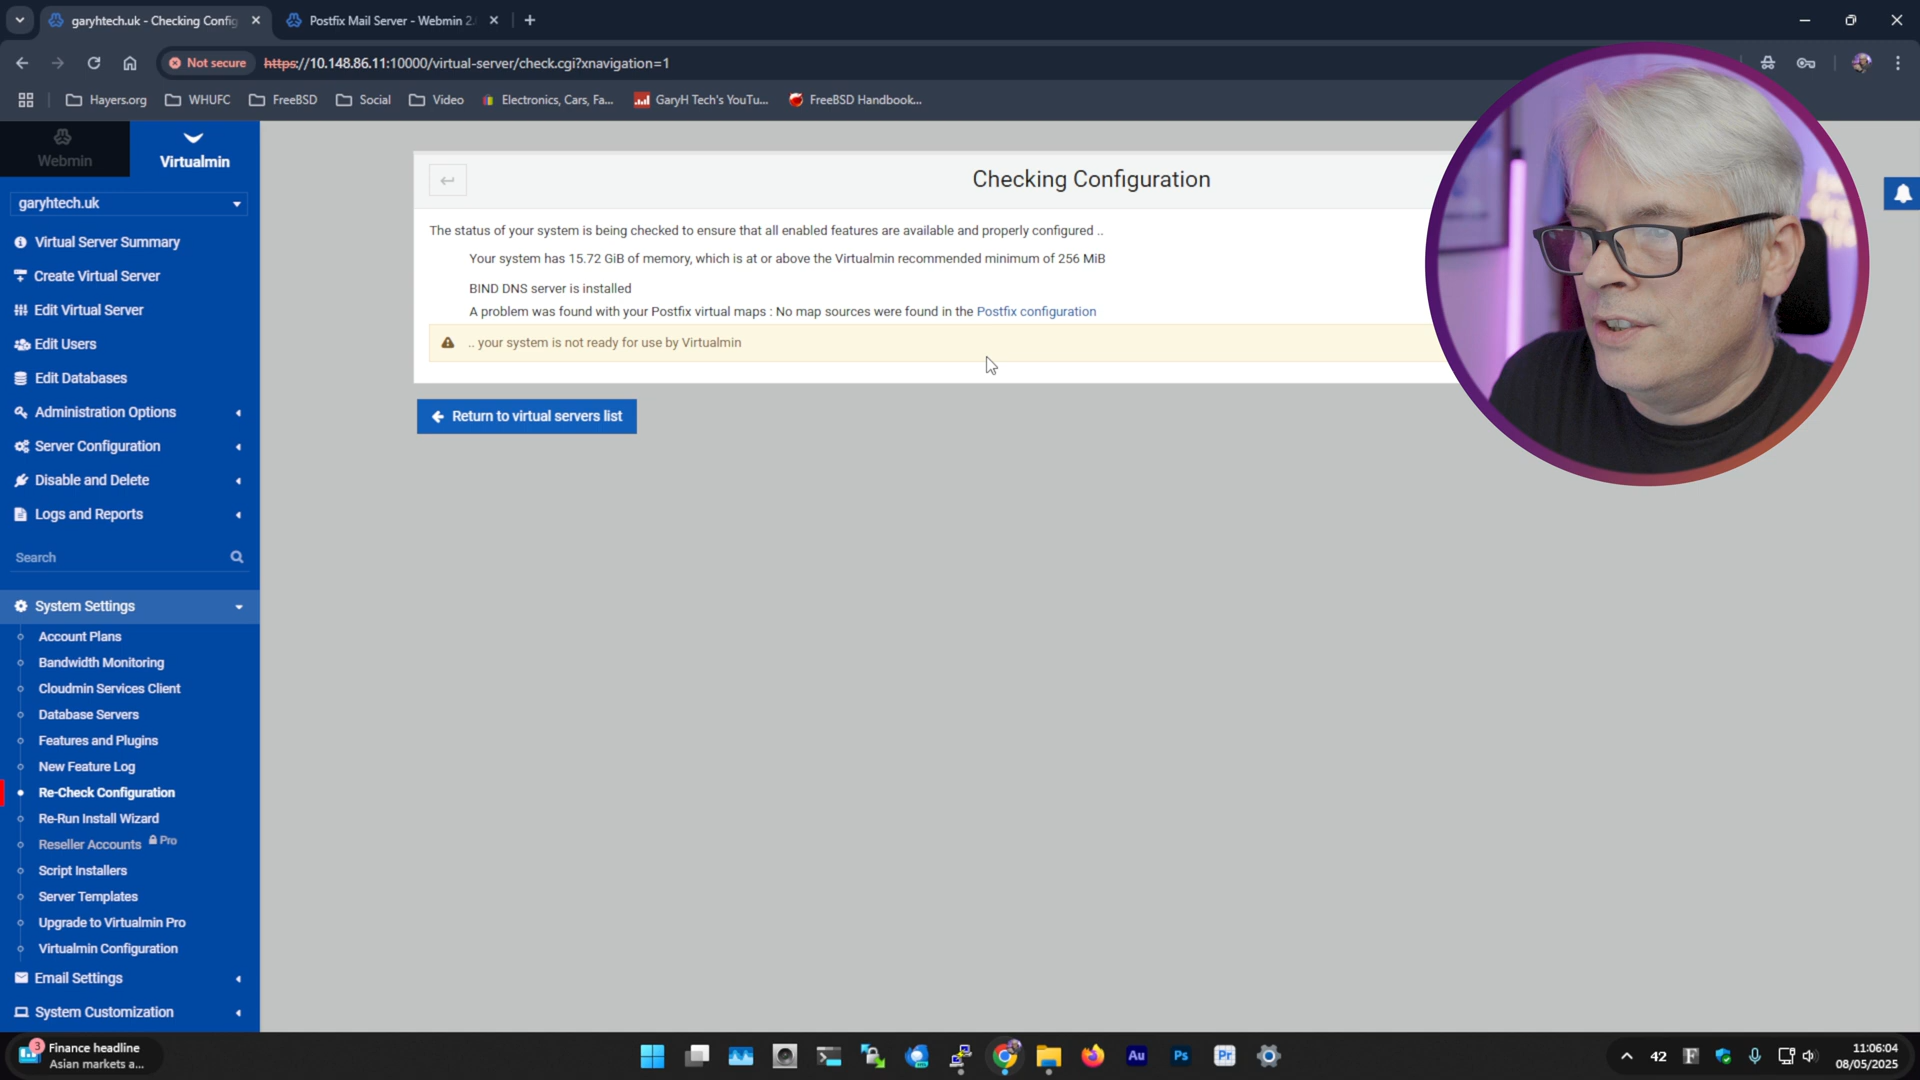 garyhtech.uk - Checking Config
Postfix Mail Server - Webmin 2.
Not secure
https://10.148.86.11:10000/virtual-server/check.cgi?xnavigation=1
Hayers.org
WHUFC
FreeBSD
Social
Video
Electronics, Cars, Fa...
GaryH Tech's YouTu...
FreeBSD Handbook...
Webmin
Virtualmin
garyhtech.uk
Virtual Server Summary
Create Virtual Server
Edit Virtual Server
Edit Users
Edit Databases
Administration Options
Server Configuration
Disable and Delete
Logs and Reports
Search
System Settings
Account Plans
Bandwidth Monitoring
Cloudmin Services Client
Database Servers
Features and Plugins
New Feature Log
Re-Check Configuration
Re-Run Install Wizard
Reseller Accounts Pro
Script Installers
Server Templates
Upgrade to Virtualmin Pro
Virtualmin Configuration
Email Settings
System Customization
Checking Configuration
The status of your system is being checked to ensure that all enabled features are available and properly configured ..
Your system has 15.72 GiB of memory, which is at or above the Virtualmin recommended minimum of 256 MiB
BIND DNS server is installed
A problem was found with your Postfix virtual maps : No map sources were found in the Postfix configuration
.. your system is not ready for use by Virtualmin
Return to virtual servers list
3
Finance headline
Asian markets a...
Au
Ps
Pr
42
F
11:06:04
08/05/2025